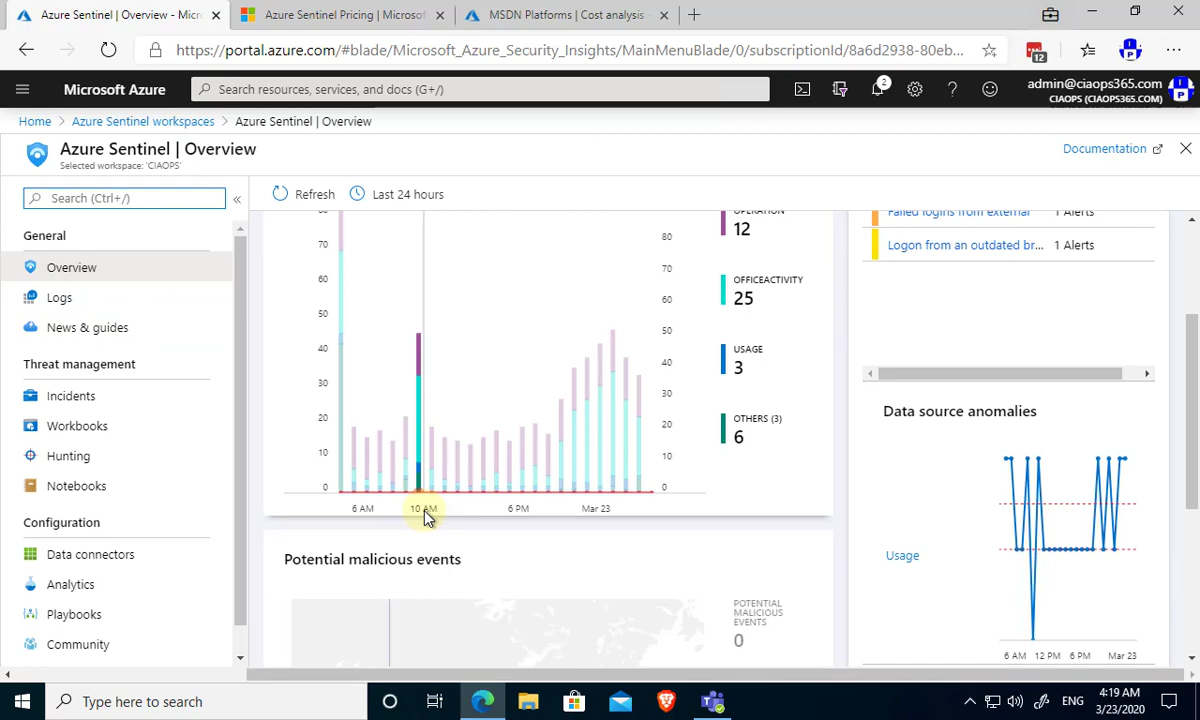 Azure Sentinel | Overview - Micr
Azure Sentinel Pricing | Microsof
MSDN Platforms | Cost analysis
https://portal.azure.com/#blade/Microsoft_Azure_Security_Insights/MainMenuBlade/0/subscriptionId/8a6d2938-80eb...
12
Microsoft Azure
Search resources, services, and docs (G+/)
2
admin@ciaops365.com
CIAOPS (CIAOPS365.COM)
Home > Azure Sentinel workspaces > Azure Sentinel | Overview
Azure Sentinel | Overview
Selected workspace: 'CIAOPS'
Documentation
Search (Ctrl+/)
Refresh
Last 24 hours
General
Overview
Logs
News & guides
Threat management
Incidents
Workbooks
Hunting
Notebooks
Configuration
Data connectors
Analytics
Playbooks
Community
80
70
60
50
40
30
20
10
0
80
70
60
50
40
30
20
10
0
6 AM
10 AM
6 PM
Mar 23
OPERATION
12
OFFICEACTIVITY
25
USAGE
3
OTHERS (3)
6
Failed logins from external
1 Alerts
Logon from an outdated br...
1 Alerts
Data source anomalies
Usage
6 AM
12 PM
6 PM
Mar 23
Potential malicious events
POTENTIAL
MALICIOUS
EVENTS
0
Type here to search
ENG
4:19 AM
3/23/2020